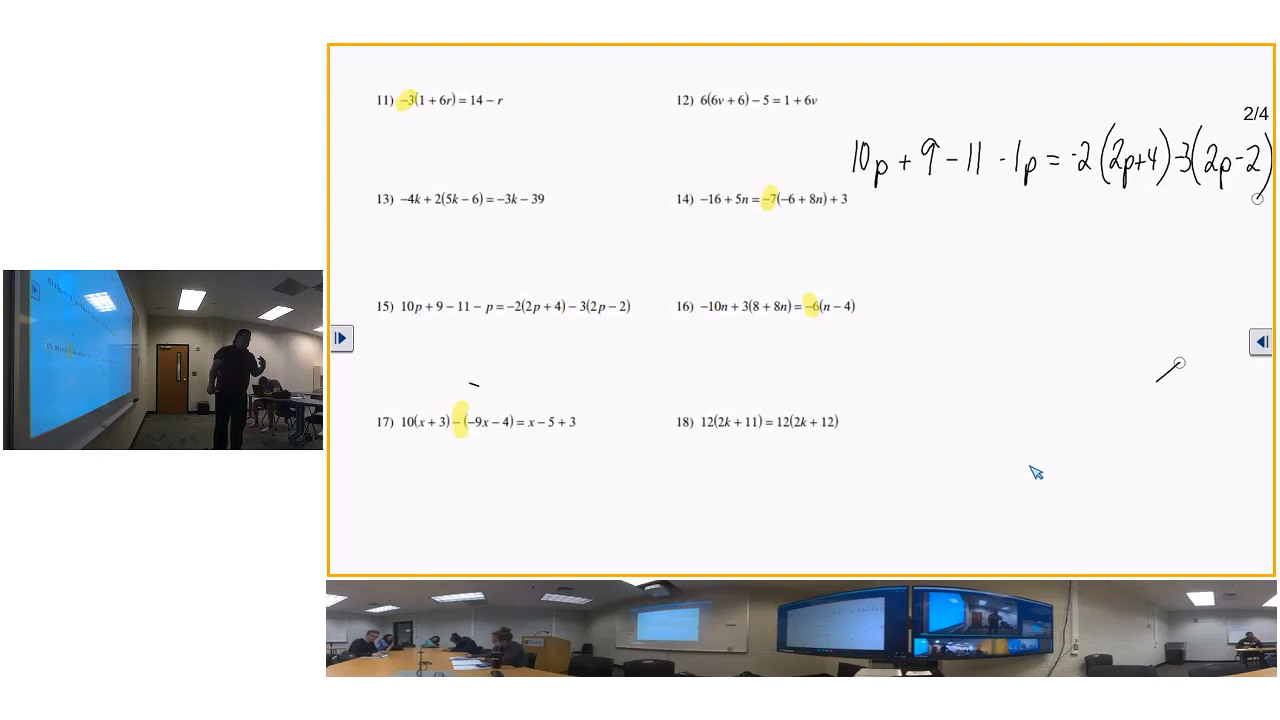 11) −3(1 + 6r) = 14 − r
12) 6(6v + 6) − 5 = 1 + 6v
2/4
10p + 9 - 11 - 1p = -2(2p+4)-3(2p-2)
13) −4k + 2(5k − 6) = −3k − 39
14) −16 + 5n = −7(−6 + 8n) + 3
15) 10p + 9 − 11 − p = −2(2p + 4) − 3(2p − 2)
16) −10n + 3(8 + 8n) = −6(n − 4)
17) 10(x + 3) − (−9x − 4) = x − 5 + 3
18) 12(2k + 11) = 12(2k + 12)